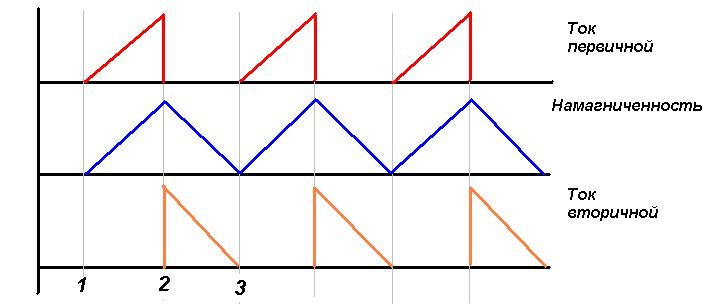 Ток
первичной
Намагниченность
Ток
вторичной
1 2 3